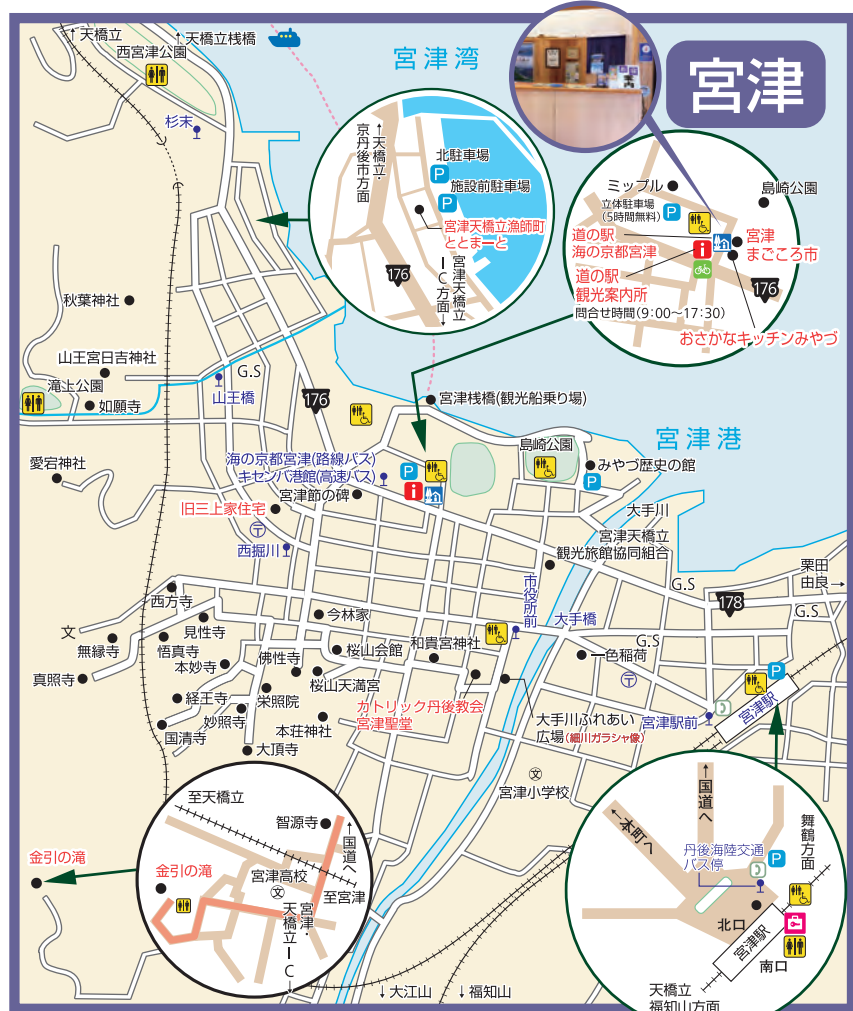 ↑天橋立
西宮津公園
↑天橋立桟橋
宮津湾
宮津
杉末
↑天橋立・
京丹後市方面
北駐車場
P
施設前駐車場
P
宮津天橋立漁師町
ととまーと
176
宮津天橋立
IC方面→
ミップル
島崎公園
立体駐車場
(5時間無料)
P
道の駅
海の京都宮津
宮津
まごころ市
道の駅
観光案内所
176
問合せ時間(9:00〜17:30)
おさかなキッチンみやづ
秋葉神社
山王宮日吉神社
滝上公園
如願寺
山王橋
G.S
176
宮津桟橋(観光船乗り場)
宮津港
愛宕神社
海の京都宮津(路線バス)
キセンバ港館(高速バス)
宮津節の碑
P
島崎公園
みやづ歴史の館
P
大手川
旧三上家住宅
西堀川
宮津天橋立
観光旅館協同組合
栗田
由良→
G.S
178
G.S
市役所前
大手橋
G.S
西方寺
文
見性寺
無縁寺
悟真寺
今林家
桜山会館
和貴宮神社
一色稲荷
真照寺
本妙寺
佛性寺
桜山天満宮
経王寺
栄照院
妙照寺
本荘神社
国清寺
大頂寺
カトリック丹後教会
宮津聖堂
大手川ふれあい
広場(細川ガラシャ像)
宮津駅前
P
宮津駅
文
宮津小学校
至天橋立
智源寺
↑国道へ
金引の滝
金引の滝
宮津高校
文
至宮津
宮津・
天橋立IC→
↑国道へ
↑本町へ
舞鶴方面
丹後海陸交通
バス停
P
北口
宮津駅
南口
天橋立
福知山方面
↓大江山
↓福知山